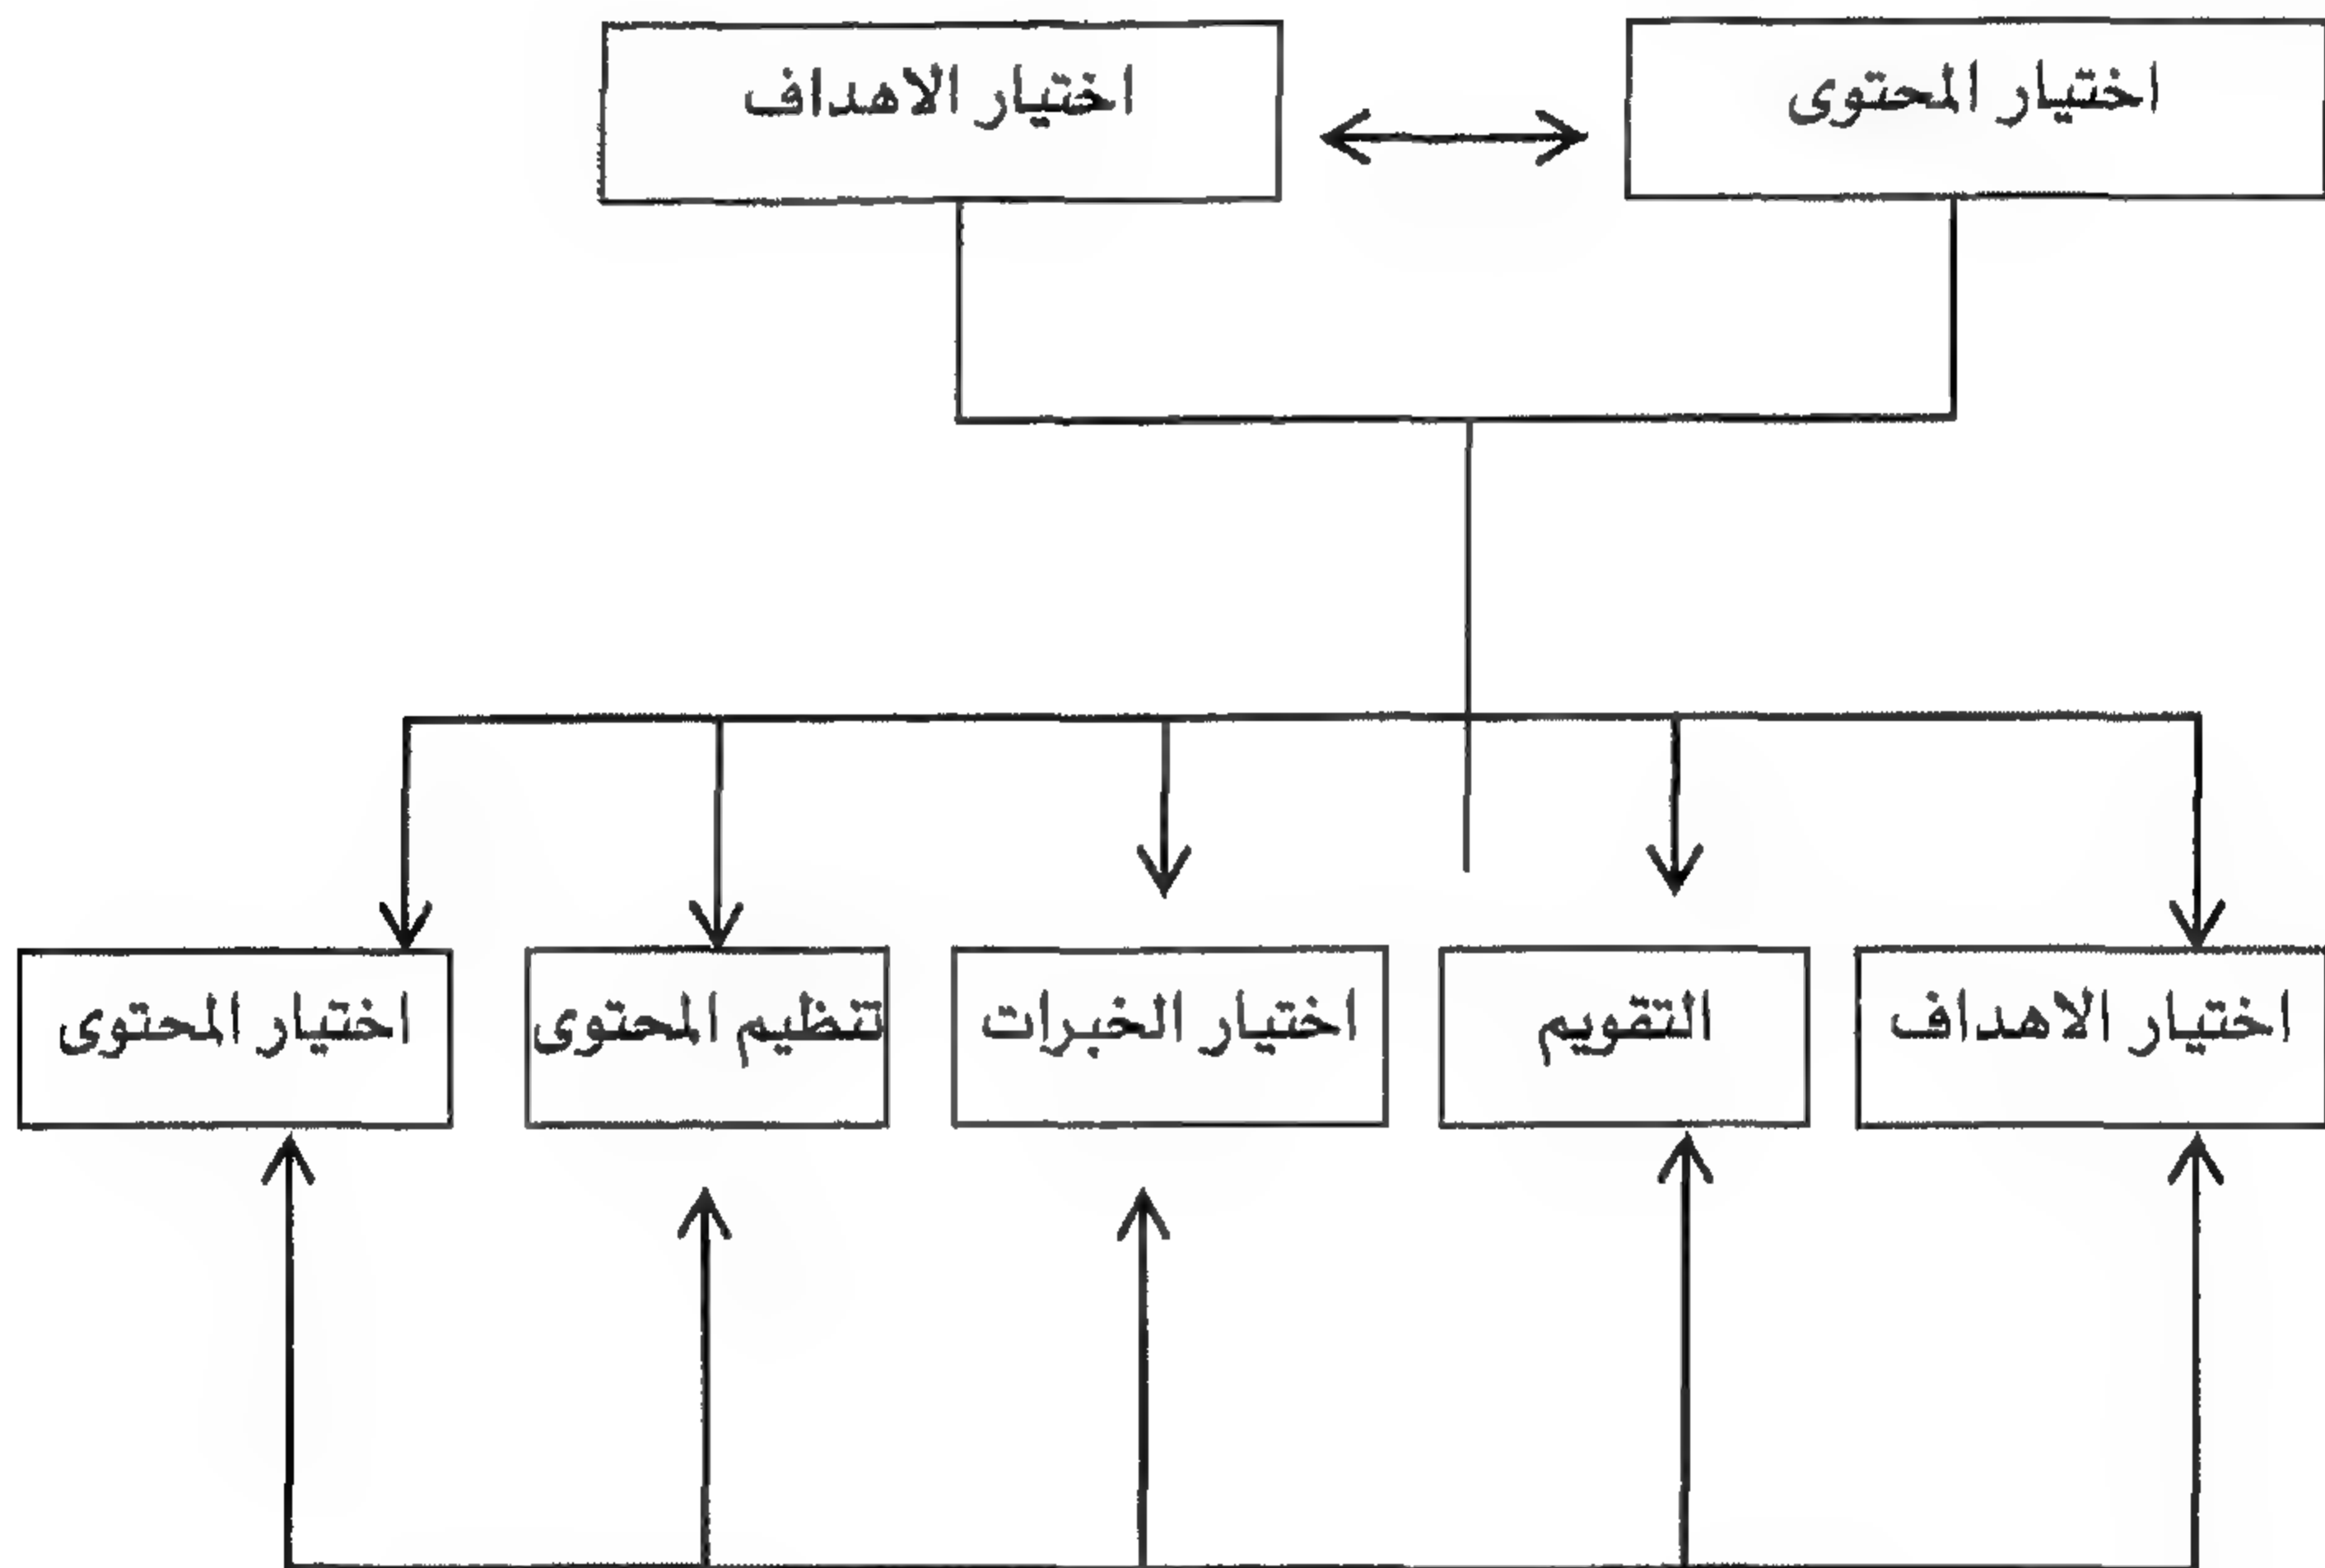 اختيار المحتوى
اختيار الاهداف
اختيار الاهداف
التقويم
اختيار الخبرات
تنظيم المحتوى
اختيار المحتوى